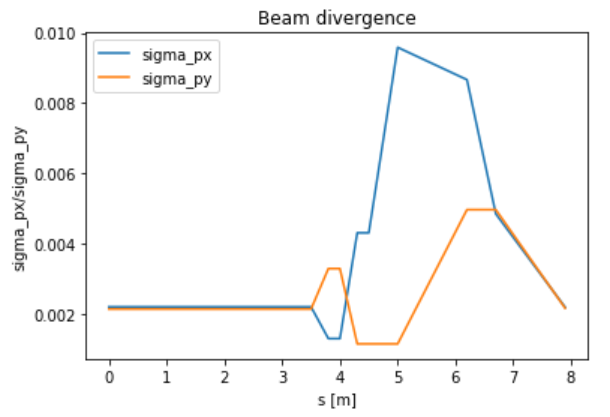 Beam divergence
sigma_px/sigma_py
0.010
0.008
0.006
0.004
0.002
sigma_px
sigma_py
0 1 2 3 4 5 6 7 8
s [m]